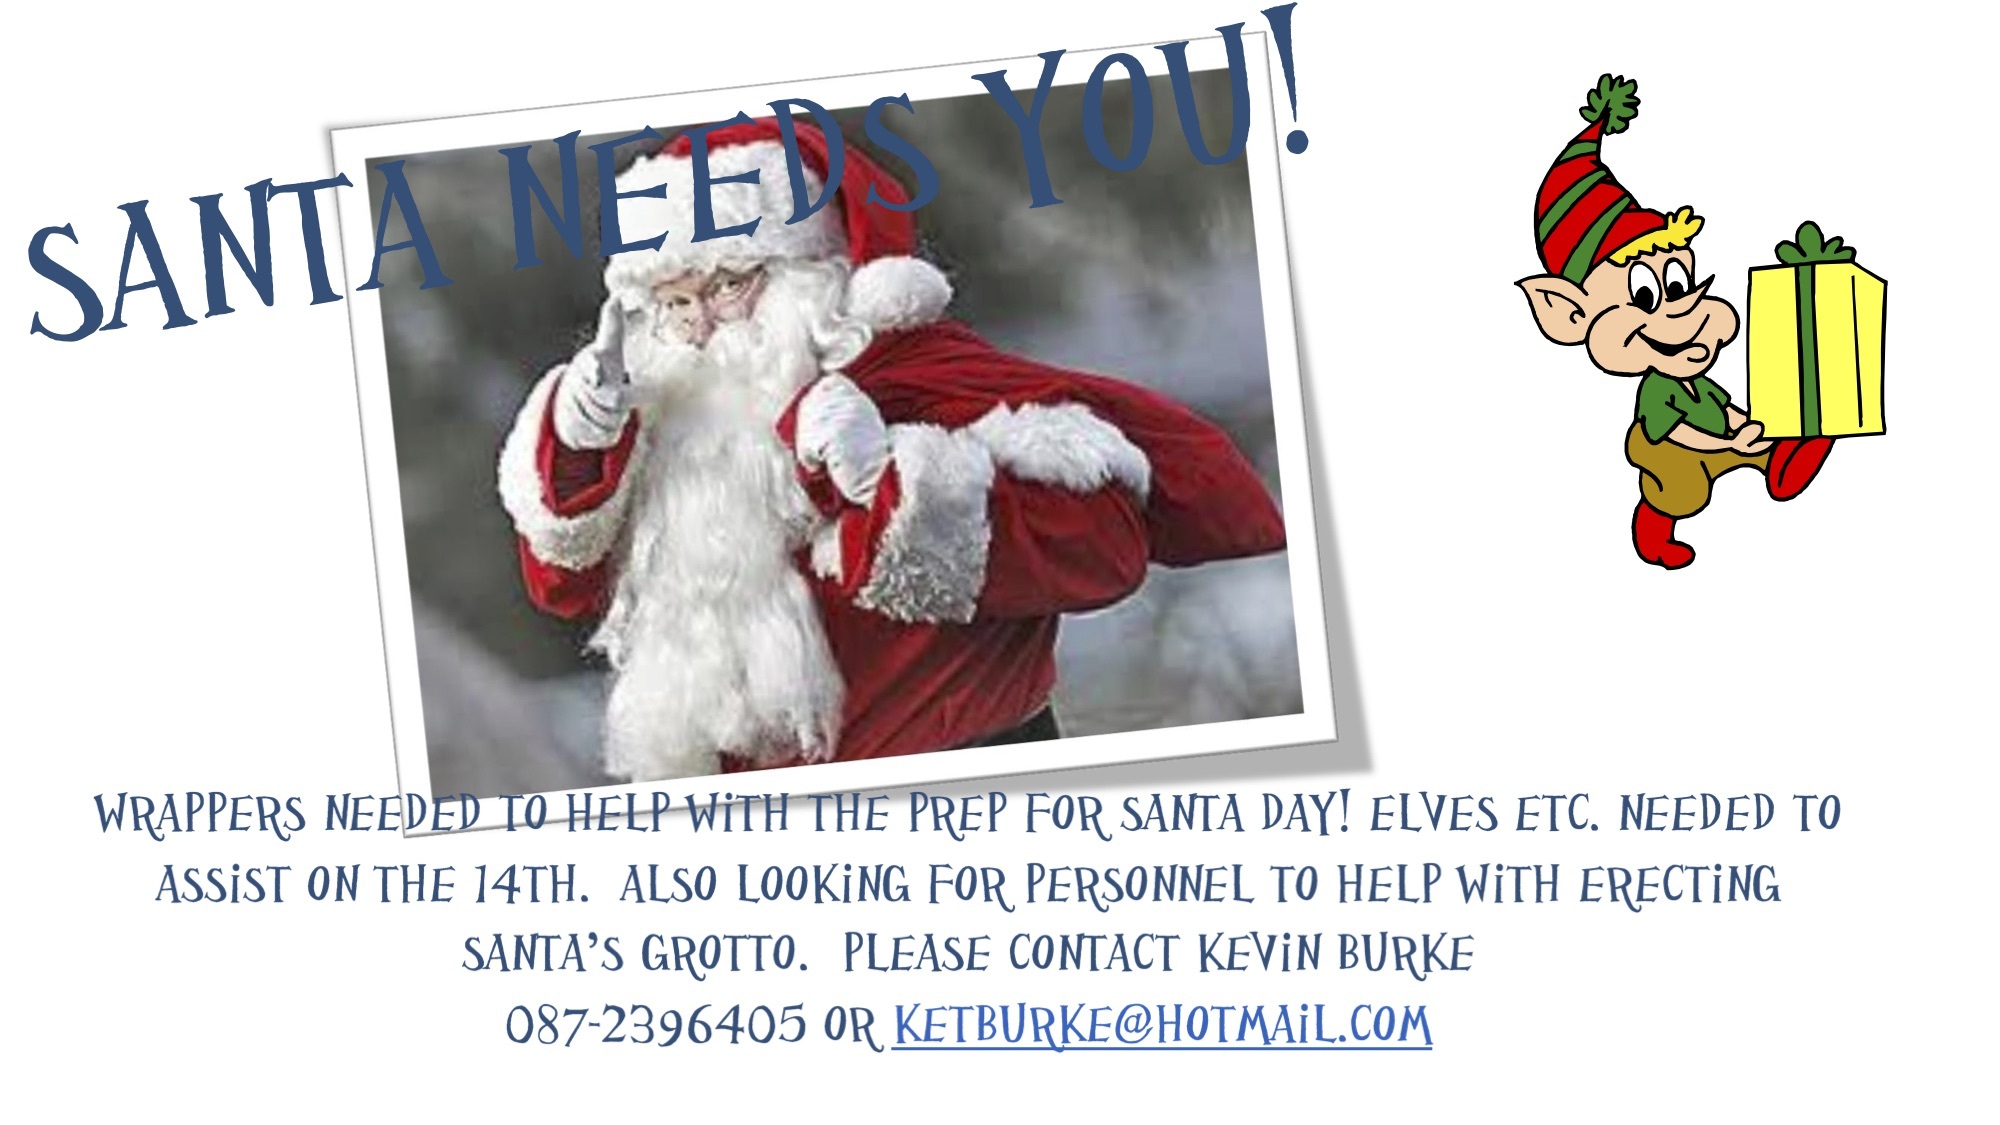 SANTA NEEDS YOU!
WRAPPERS NEEDED TO HELP WiTH THE PREP FOR SANTA DAY! ELVES ETC. NEEDED TO
ASSiST ON THE 14TH. ALSO LOOKiNG FOR PERSONNEL TO HELP WiTH ERECTiNG
SANTA'S GROTTO. PLEASE CONTACT KEViN BURKE
087-2396405 OR KETBURKE@HOTMAiL.COM